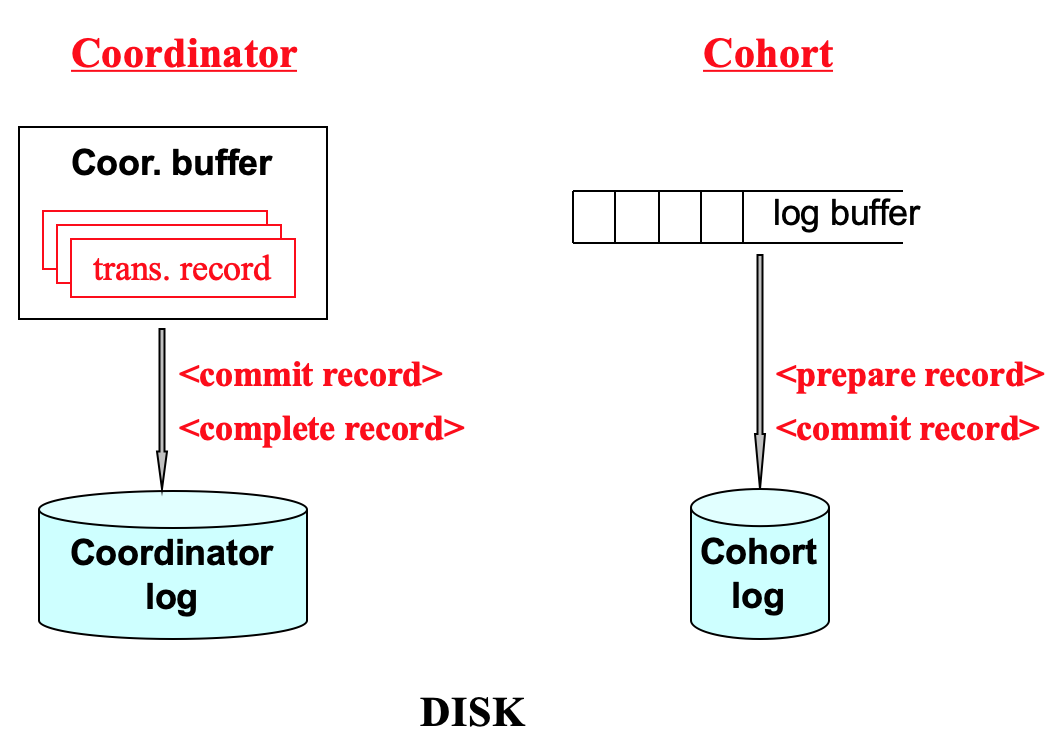 Coordinator
Cohort
Coor. buffer
trans. record
log buffer
<commit record>
<complete record>
<prepare record>
<commit record>
Coordinator
log
Cohort
log
DISK